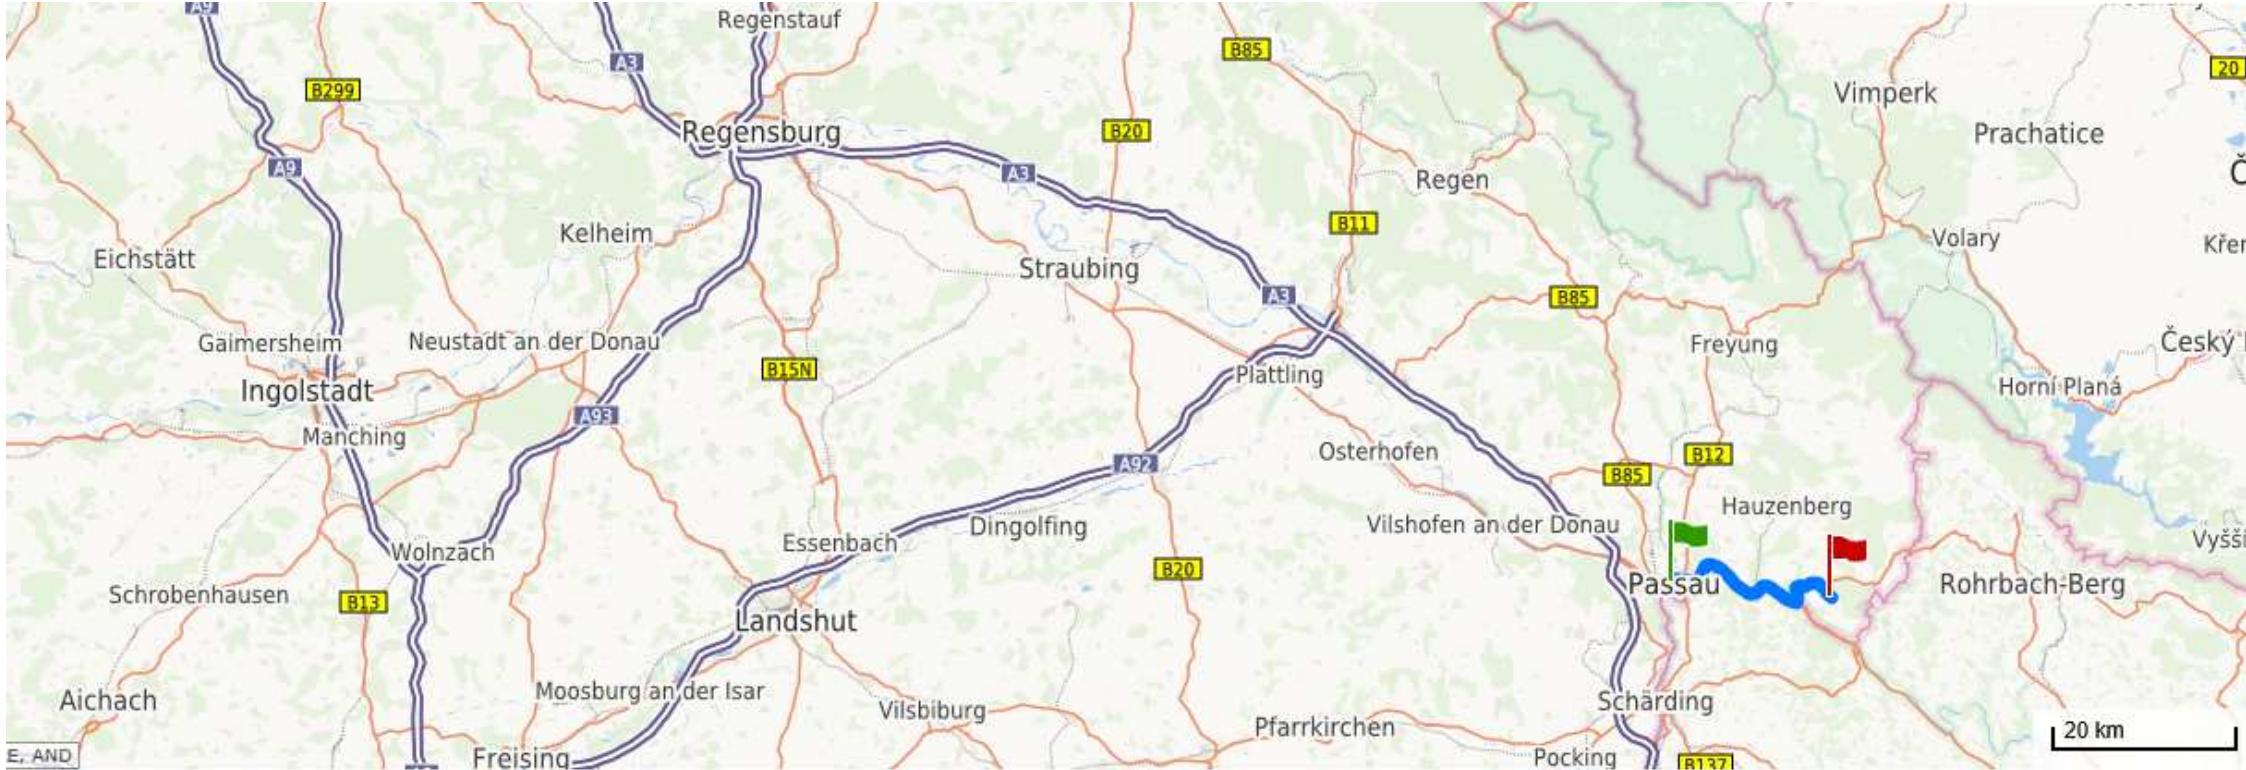 A9
Regenstauf
A3
B85
20
B299
Vimperk
Regensburg
B20
Prachatice
A9
A3
Regen
B11
Kelheim
Volary
Eichstätt
Straubing
A3
B85
Gaimersheim
Neustadt an der Donau
Freyung
B15N
Plattling
Ingolstadt
Horní Planá
A93
Manching
Osterhofen
A92
B12
B85
Hauzenberg
Dingolfing
Vilshofen an der Donau
Essenbach
Wolnzach
B20
Passau
Rohrbach-Berg
Schrobenhausen
B13
Landshut
Moosburg an der Isar
Aichach
Schärding
Vilsbiburg
Pfarrkirchen
20 km
E, AND
Freising
Pocking
B137